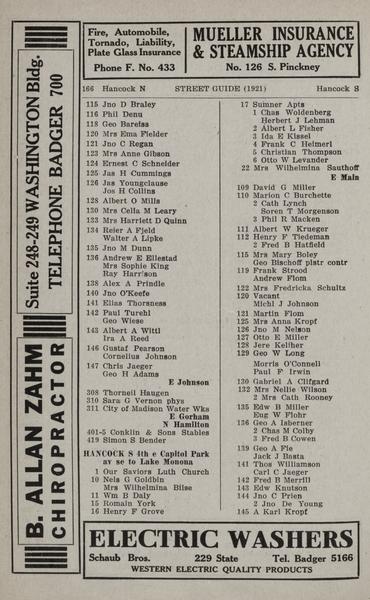 Fire, Automobile,
Tornado, Liability,
Plate Glass Insurance
Phone F. No. 433
MUELLER INSURANCE
& STEAMSHIP AGENCY
No. 126 S. Pinckney
B. ALLAN ZAHM
CHIROPRACTOR
Suite 248-249 WASHINGTON Bldg.
TELEPHONE BADGER 700
166 Hancock N STREET GUIDE (1921) Hancock S
115 Jno D Braley
116 Phil Denu
118 Geo Bareiss
120 Mrs Ema Fielder
121 Jno C Regan
123 Mrs Anne Gibson
124 Ernest C Schneider
125 Jas H Cummings
126 Jas Youngclause
Jos H Collins
128 Albert O Mills
130 Mrs Celia M Leary
133 Mrs Harriett D Quinn
134 Reier A Fjeld
Walter A Lipke
135 Jno M Dunn
136 Andrew E Ellestad
Mrs Sophie King
Ray Harrison
138 Alex A Prindle
140 Jno O'Keefe
141 Elias Thorsness
142 Paul Turehl
Geo Wiese
143 Albert A Wittl
Ira A Reed
146 Gustaf Pearson
Cornelius Johnson
147 Chris Jaeger
Geo H Adams
E Johnson
308 Thornell Haugen
310 Sara G Vernon phys
311 City of Madison Water Wks
E Gorham
N Hamilton
401-5 Conklin & Sons Stables
419 Simon S Bender
HANCOCK S 4th e Capitol Park
av se to Lake Monona
1 Our Saviors Luth Church
10 Nels G Goldbin
Mrs Wilhelmina Bilse
11 Wm B Daly
15 Romain York
16 Henry F Grove
17 Sumner Apts
1 Chas Woldenberg
Herbert J Lehman
2 Albert L Fisher
3 Ida E Kissel
4 Frank C Heimerl
5 Christian Thompson
6 Otto W Levander
22 Mrs Wilhelmina Sauthoff
E Main
109 David G Miller
110 Marion C Burchette
2 Cath Lynch
Soren T Morgenson
3 Phil R Macken
111 Albert W Krueger
112 Henry F Tiedeman
2 Fred B Hatfield
115 Mrs Mary Boley
Geo Bischoff plstr contr
119 Frank Strood
Andrew Flom
122 Mrs Fredricka Schultz
120 Vacant
Michl J Johnson
121 Martin Flom
125 Mrs Anna Kropf
126 Jno M Nelson
127 Otto E Miller
128 Jere Keliher
129 Geo W Long
Morris O'Connell
Paul F Irwin
130 Gabriel A Clifgard
132 Mrs Nellie Wilson
2 Mrs Cath Rooney
135 Edw B Miller
Eug W Flohr
136 Geo A Isberner
2 Chas M Colby
3 Fred B Cowen
139 Geo A Fie
Jack J Basta
141 Thos Williamson
Carl C Jaeger
142 Fred B Merrill
143 Edw Knutson
144 Jno C Prien
2 Jno De Young
145 A Karl Kropf
ELECTRIC WASHERS
Schaub Bros. 229 State Tel. Badger 5166
WESTERN ELECTRIC QUALITY PRODUCTS